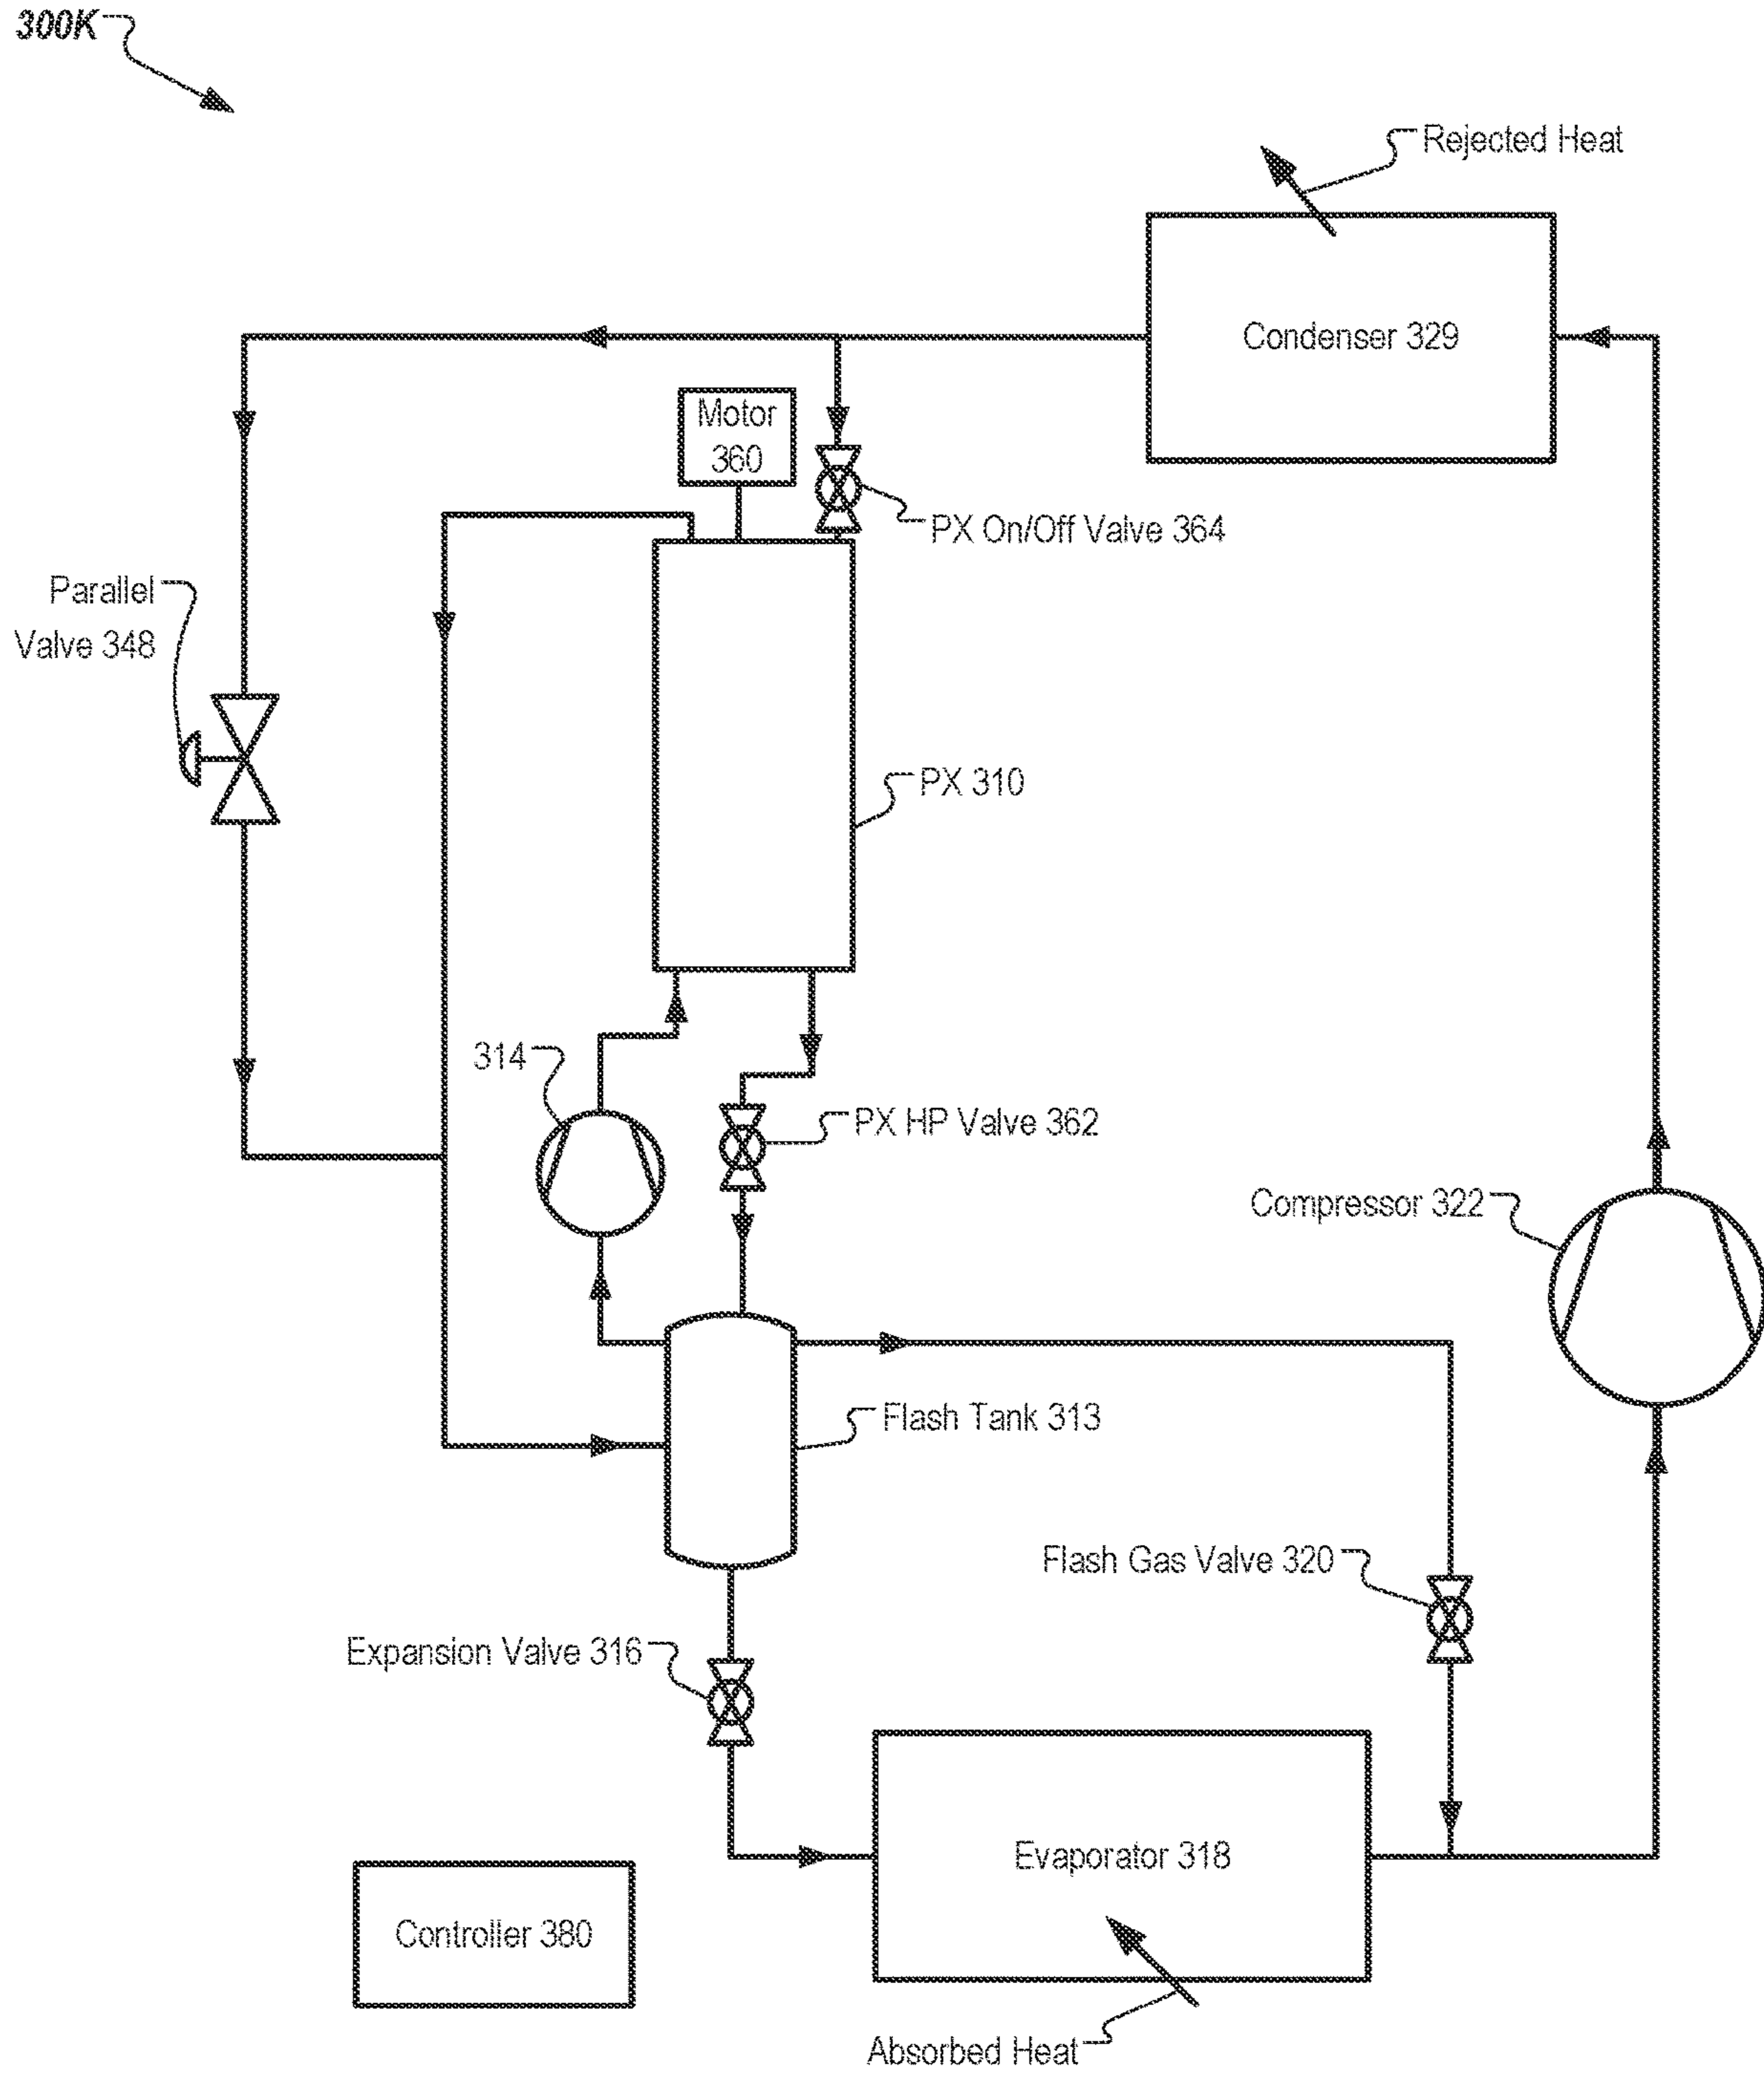 300K
Rejected Heat
Condenser 329
Motor
360
PX On/Off Valve 364
Parallel
Valve 348
PX 310
314
PX HP Valve 362
Compressor 322
Flash Tank 313
Flash Gas Valve 320
Expansion Valve 316
Evaporator 318
Controller 380
Absorbed Heat